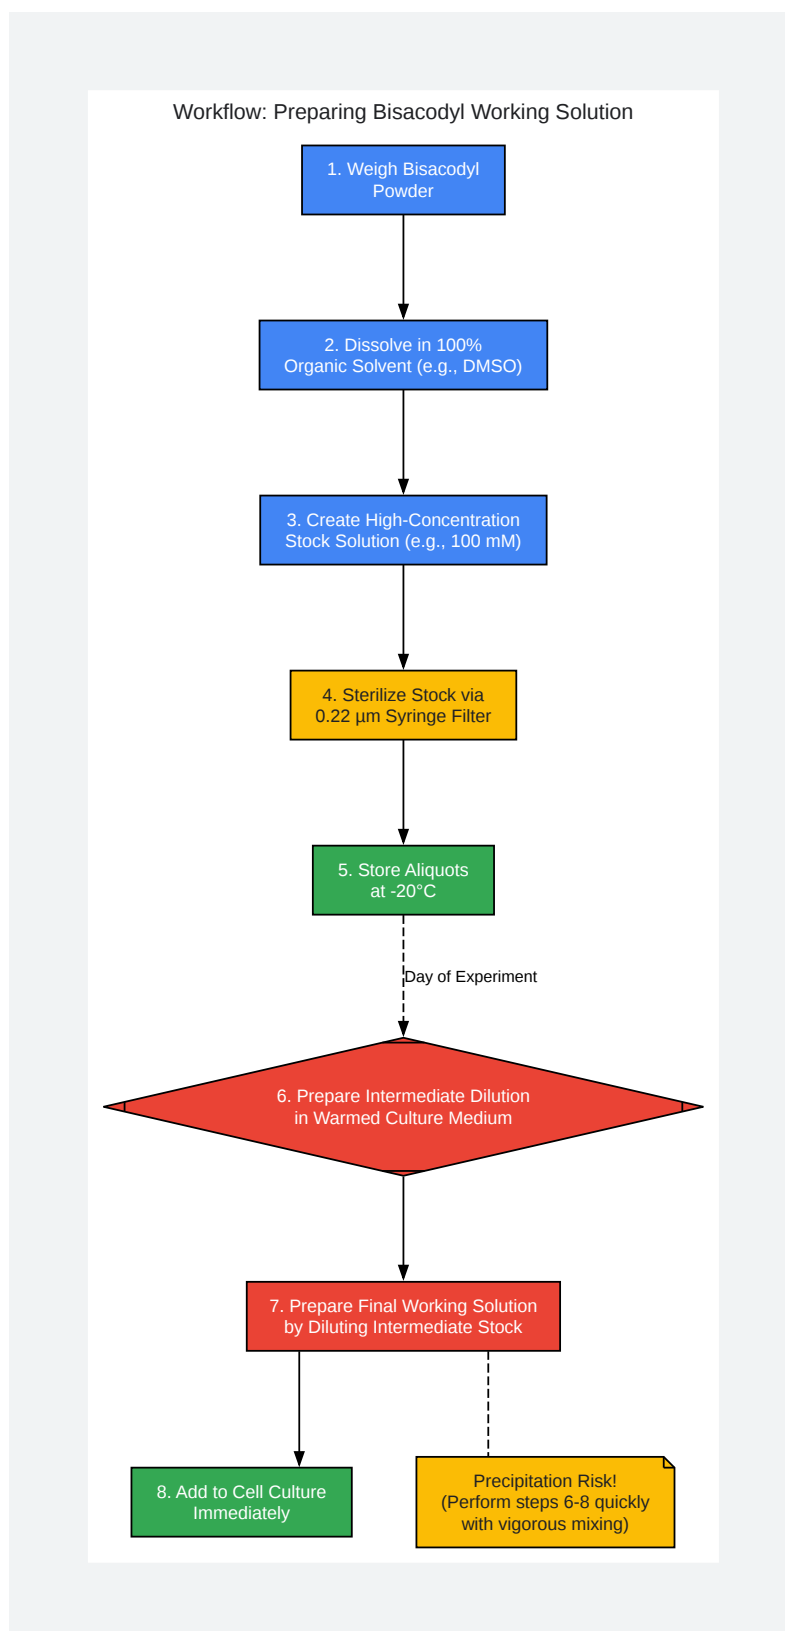 Workflow: Preparing Bisacodyl Working Solution
1. Weigh Bisacodyl
Powder
2. Dissolve in 100%
Organic Solvent (e.g., DMSO)
3. Create High-Concentration
Stock Solution (e.g., 100 mM)
4. Sterilize Stock via
0.22 µm Syringe Filter
5. Store Aliquots
at -20°C
Day of Experiment
6. Prepare Intermediate Dilution
in Warmed Culture Medium
7. Prepare Final Working Solution
by Diluting Intermediate Stock
8. Add to Cell Culture
Immediately
Precipitation Risk!
(Perform steps 6-8 quickly
with vigorous mixing)